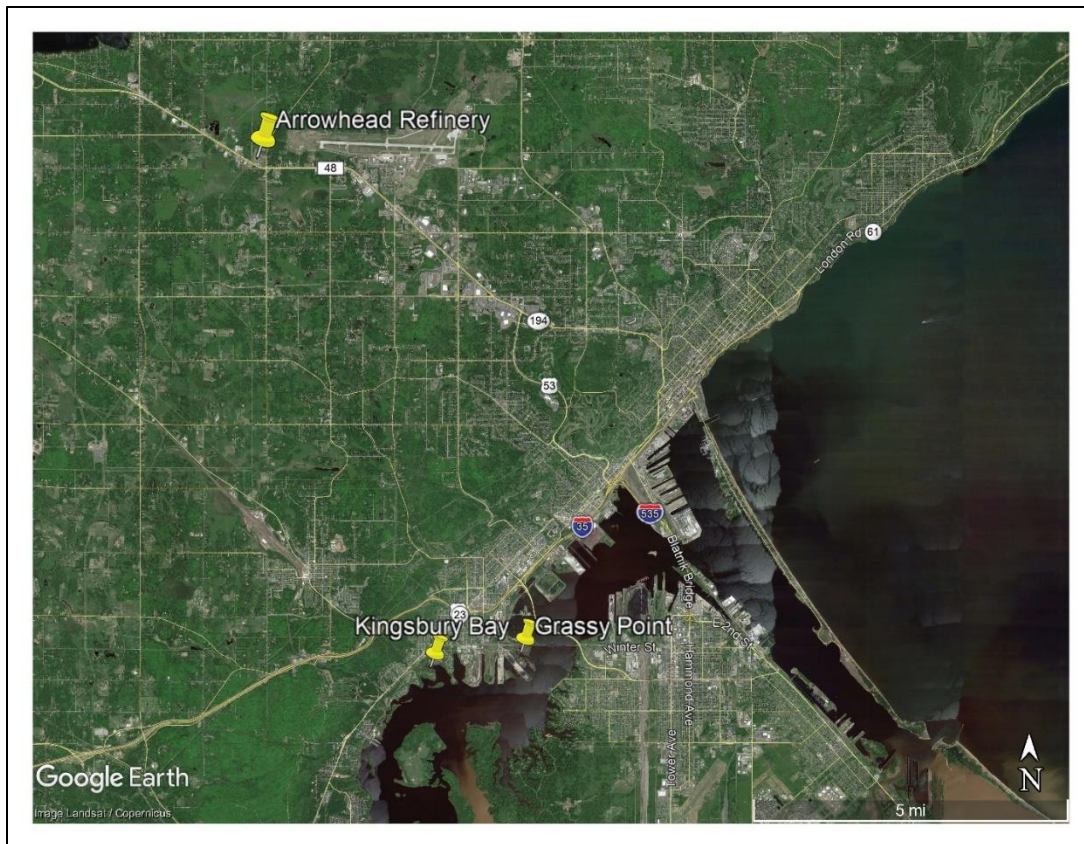 Arrowhead Refinery
48
61
London Rd
194
53
35
535
Blatnik Bridge
E 2nd St
23
Kingsbury Bay
Grassy Point
Winter St
Hammond Ave
Tower Ave
Google Earth
N
5 mi
Image Landsat / Copernicus